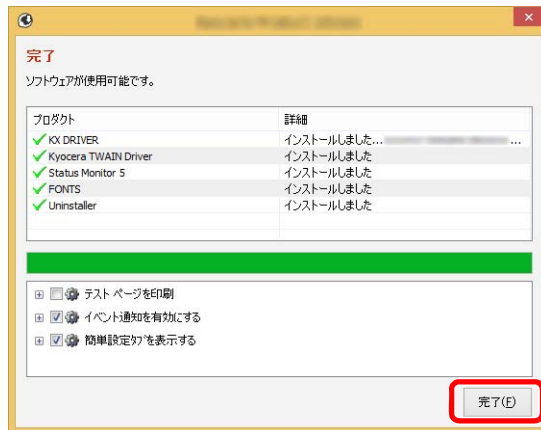 完了
ソフトウェアが使用可能です。
プロダクト 詳細
KX DRIVER インストールしました... ...
Kyocera TWAIN Driver インストールしました
Status Monitor 5 インストールしました
FONTS インストールしました
Uninstaller インストールしました
テスト ページを印刷
イベント通知を有効にする
簡単設定タブを表示する
完了(F)